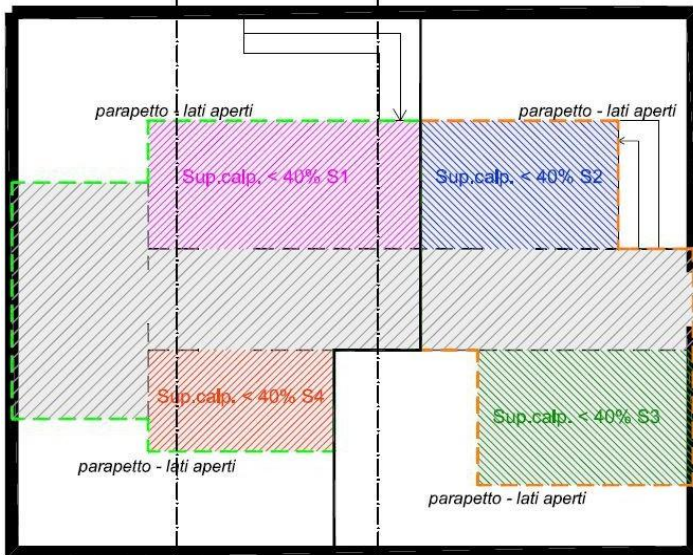 parapetto - lati aperti
parapetto - lati aperti
Sup.calp. < 40% S1
Sup.calp. < 40% S2
Sup.calp. < 40% S4
Sup.calp. < 40% S3
parapetto - lati aperti
parapetto - lati aperti